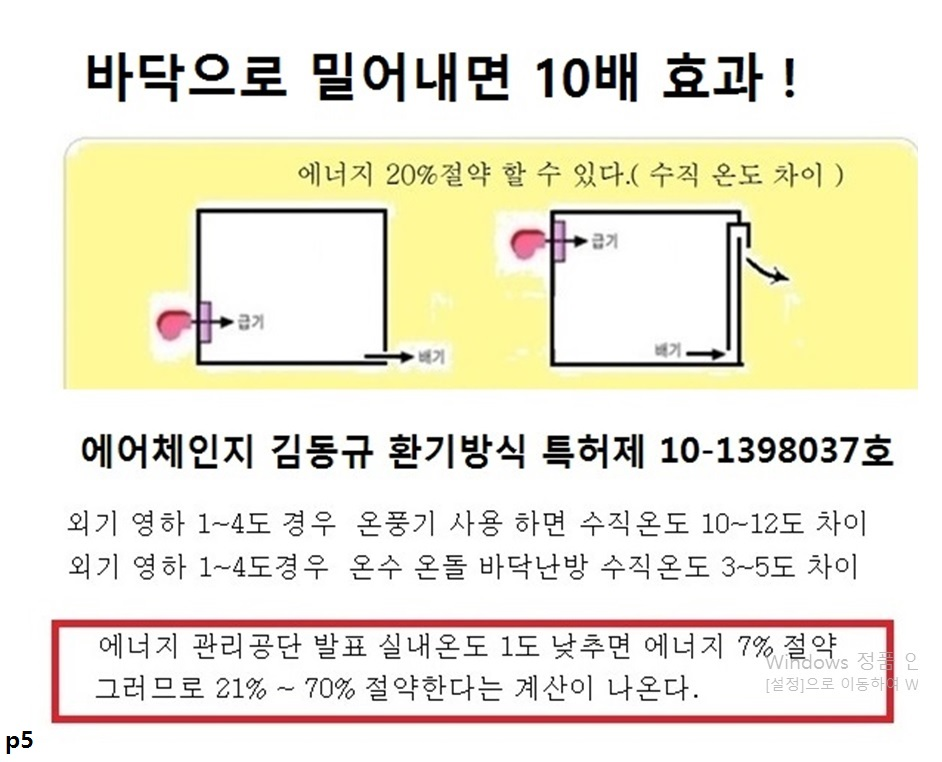 바닥으로 밀어내면 10배 효과 !
에너지 20%절약 할 수 있다.( 수직 온도 차이 )
급기
배기
급기
배기
에어체인지 김동규 환기방식 특허제 10-1398037호
외기 영하 1~4도 경우 온풍기 사용 하면 수직온도 10~12도 차이
외기 영하 1~4도경우 온수 온돌 바닥난방 수직온도 3~5도 차이
에너지 관리공단 발표 실내온도 1도 낮추면 에너지 7% 절약
그러므로 21% ~ 70% 절약한다는 계산이 나온다.
Windows 정품 인
[설정]으로 이동하여 W
p5